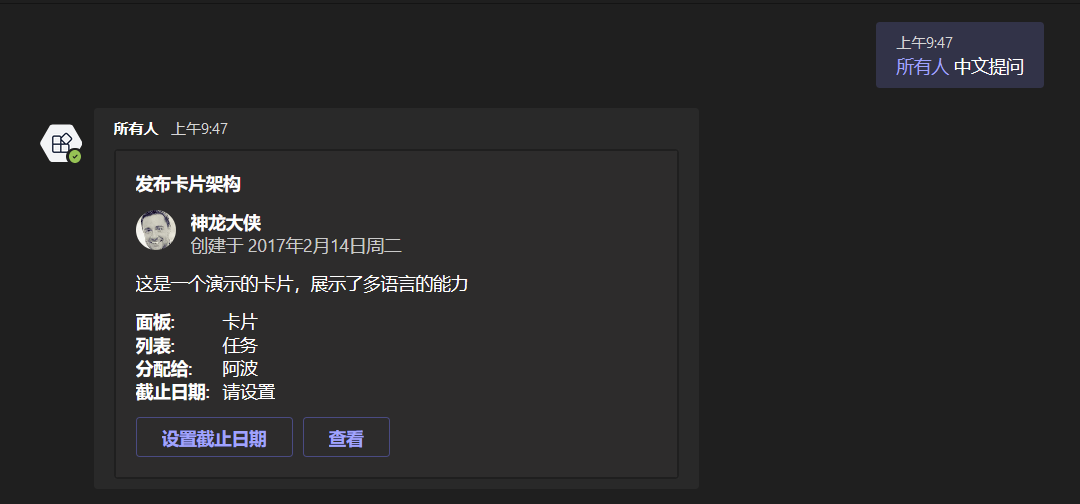 上午9:47
所有人 中文提问
所有人 上午9:47
发布卡片架构
神龙大侠
创建于 2017年2月14日周二
这是一个演示的卡片，展示了多语言的能力
面板: 卡片
列表: 任务
分配给: 阿波
截止日期: 请设置
设置截止日期 查看